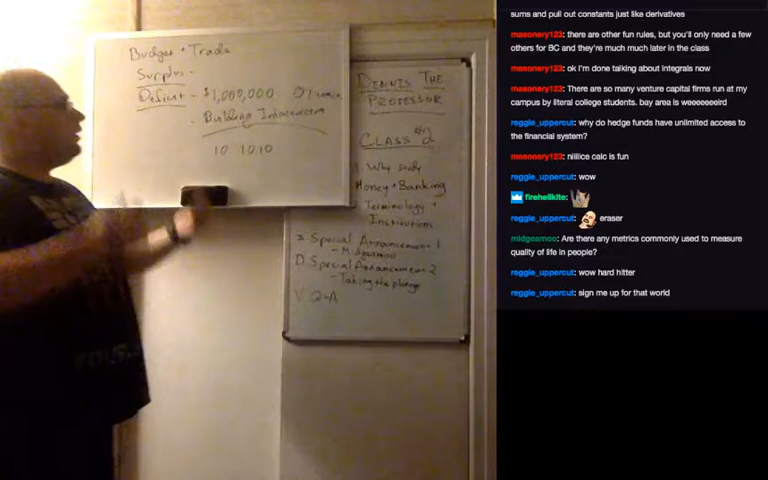 Budget + Trade
Surplus -
Deficit - $1,000,000
- Building Infrastructure
10 10 10
DENNIS THE
PROFESSOR
CLASS
1. Why study
Money + Banking
Terminology +
Institutions
Special Announcement 1
Special Announcement 2
- Taking the plunge
V. Q-A
sums and pull out constants just like derivatives
masonery123: there are other fun rules, but you'll only need a few
others for BC and they're much much later in the class
masonery123: ok I'm done talking about integrals now
masonery123: There are so many venture capital firms run at my
campus by literal college students. bay area is weeeeeeird
reggie_uppercut: why do hedge funds have unlimited access to
the financial system?
masonery123: niiiice calc is fun
reggie_uppercut: wow
firehelikite:
reggie_uppercut: eraser
midgeamoo: Are there any metrics commonly used to measure
quality of life in people?
reggie_uppercut: wow hard hitter
reggie_uppercut: sign me up for that world